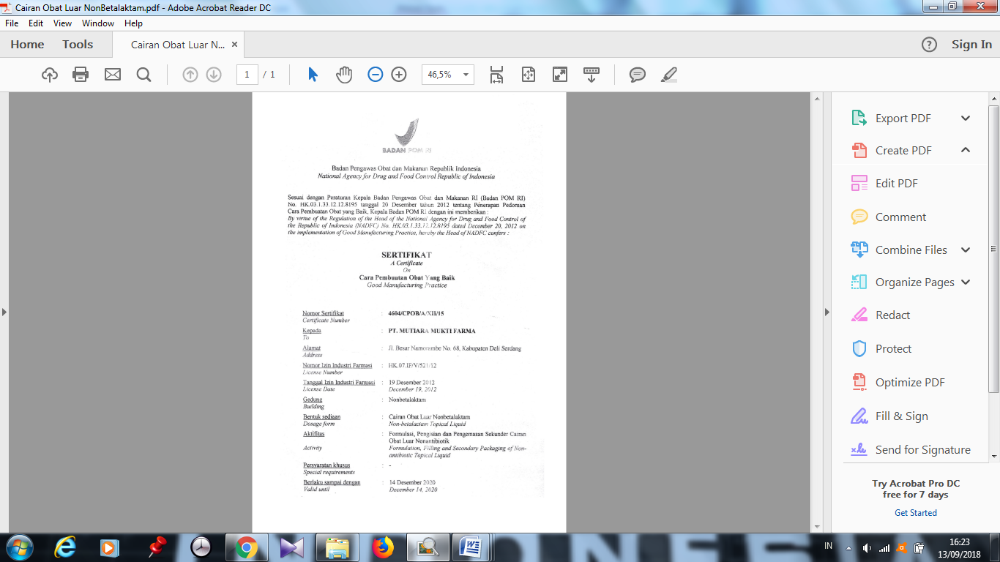 Cairan Obat Luar NonBetalaktam.pdf - Adobe Acrobat Reader DC
File Edit View Window Help
Home Tools Cairan Obat Luar N... × Sign In
1 / 1 46,5%
BADAN POM RI
Badan Pengawas Obat dan Makanan Republik Indonesia
National Agency for Drug and Food Control Republic of Indonesia
Sesuai dengan Peraturan Kepala Badan Pengawas Obat dan Makanan RI (Badan POM RI)
No. HK.03.1.33.12.12.8195 tanggal 20 Desember tahun 2012 tentang Penerapan Pedoman
Cara Pembuatan Obat yang Baik, Kepala Badan POM RI dengan ini memberikan :
By virtue of the Regulation of the Head of the National Agency for Drug and Food Control of
the Republic of Indonesia (NADFC) No. HK.03.1.33.12.12.8195 dated December 20, 2012 on
the implementation of Good Manufacturing Practice, hereby the Head of NADFC confers :
SERTIFIKAT
A Certificate
On
Cara Pembuatan Obat Yang Baik
Good Manufacturing Practice
Nomor Sertifikat : 4604/CPOB/A/XII/15
Certificate Number
Kepada : PT. MUTIARA MUKTI FARMA
To
Alamat : Jl. Besar Namorambe No. 68, Kabupaten Deli Serdang
Address
Nomor Izin Industri Farmasi : HK.07.IF/V/521/12
License Number
Tanggal Izin Industri Farmasi : 19 Desember 2012
License Date December 19, 2012
Gedung : Nonbetalaktam
Building
Bentuk sediaan : Cairan Obat Luar Nonbetalaktam
Dosage form Non-betalactam Topical Liquid
Aktifitas : Formulasi, Pengisian dan Pengemasan Sekunder Cairan
Obat Luar Nonantibiotik
Activity Formulation, Filling and Secondary Packaging of Non-
antibiotic Topical Liquid
Persyaratan khusus : -
Special requirements
Berlaku sampai dengan : 14 Desember 2020
Valid until December 14, 2020
Export PDF
Create PDF
Edit PDF
Comment
Combine Files
Organize Pages
Redact
Protect
Optimize PDF
Fill & Sign
Send for Signature
Try Acrobat Pro DC
free for 7 days
Get Started
IN
16:23
13/09/2018